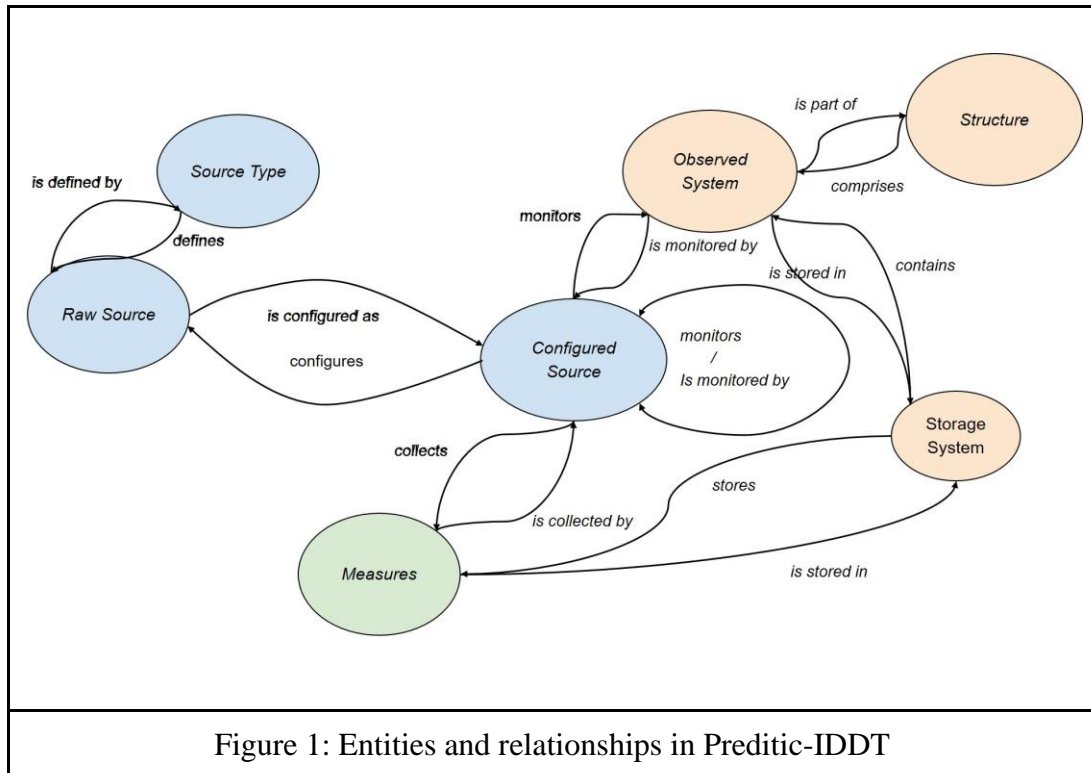 is part of
Structure
Observed
System
comprises
Source Type
is defined by
defines
monitors
is monitored by
is stored in
contains
Raw Source
is configured as
configures
Configured
Source
monitors
/
Is monitored by
Storage
System
collects
stores
is collected by
Measures
is stored in
Figure 1: Entities and relationships in Preditic-IDDT